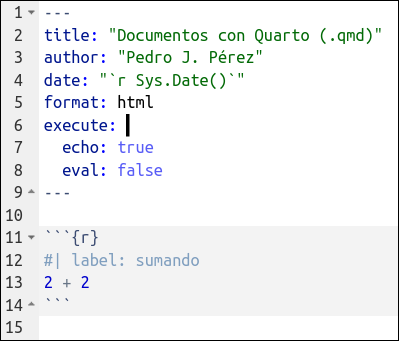 1 ---
2 title: "Documentos con Quarto (.qmd)"
3 author: "Pedro J. Pérez"
4 date: "`r Sys.Date()`"
5 format: html
6 execute:
7   echo: true
8   eval: false
9 ---
10
11 ```{r}
12 #| label: sumando
13 2 + 2
14 ```
15